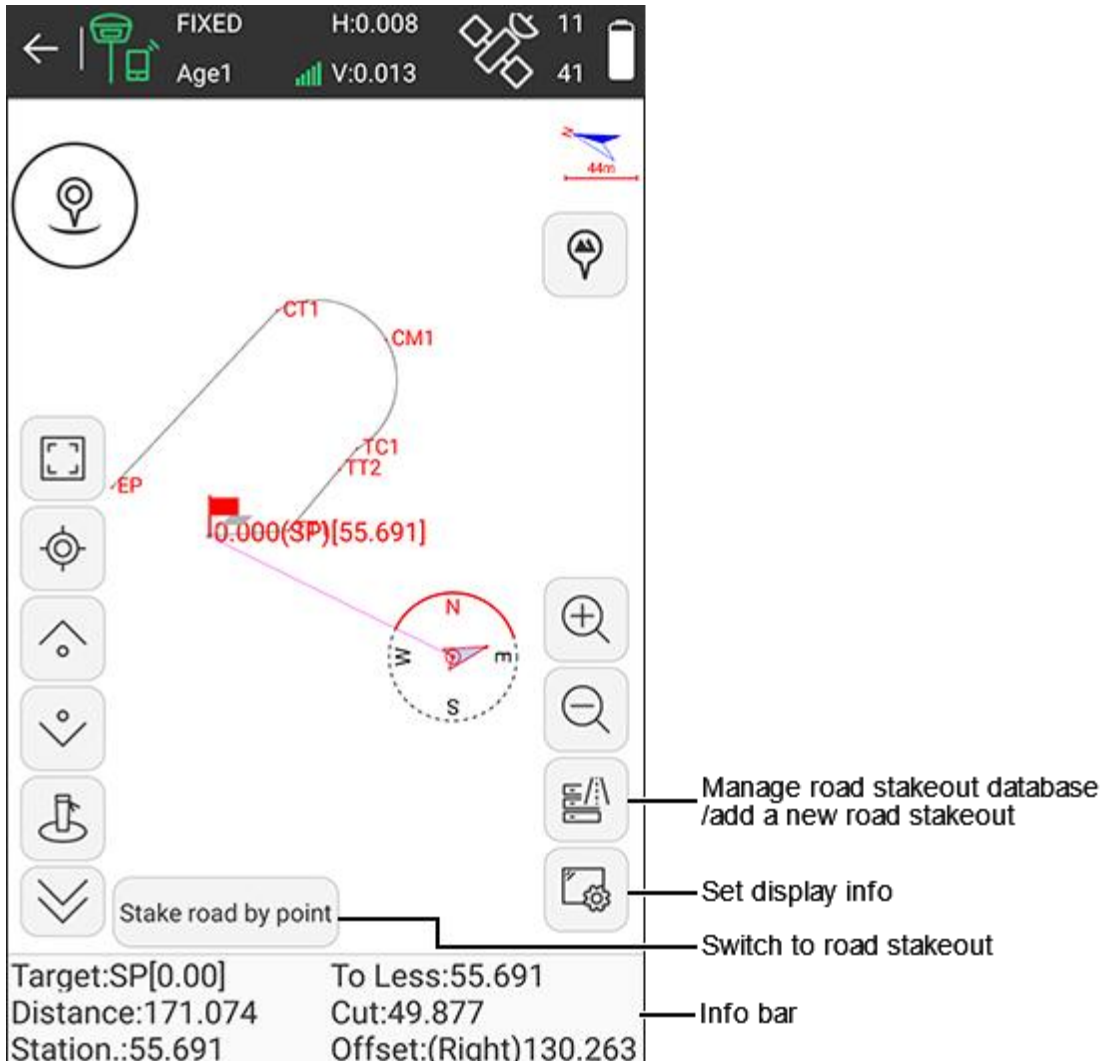 FIXED H:0.008 11
Age1 V:0.013 41
N
44m
CT1
CM1
TC1
TT2
EP
0.000(SP)[55.691]
N
W E
S
Manage road stakeout database
/add a new road stakeout
Set display info
Stake road by point
Switch to road stakeout
Target:SP[0.00] To Less:55.691
Distance:171.074 Cut:49.877
Info bar
Station.:55.691 Offset:(Right)130.263